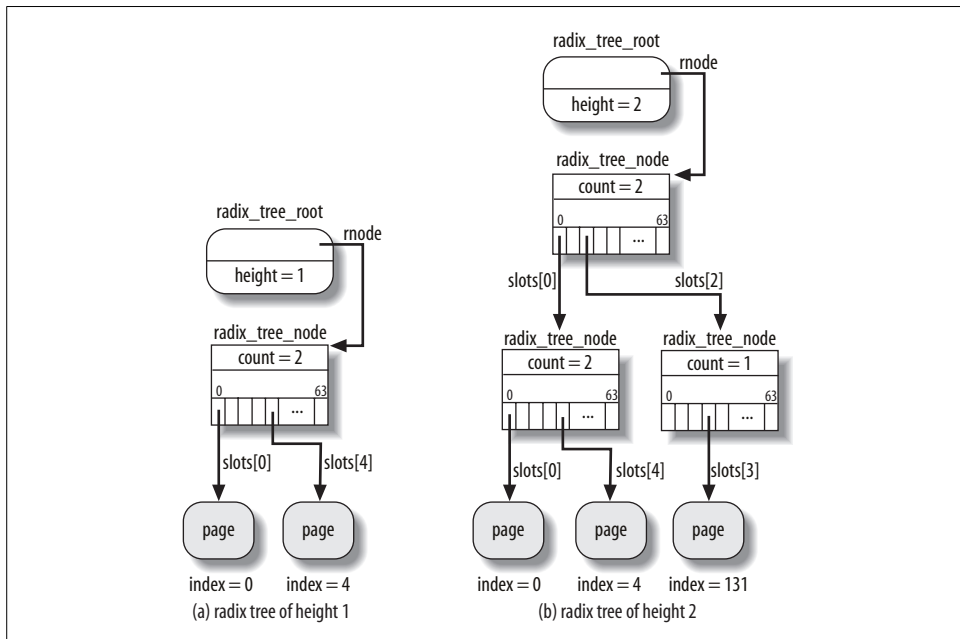 radix_tree_root
rnode
height = 1
radix_tree_node
count = 2
0 63
...
slots[0] slots[4]
page page
index = 0 index = 4
(a) radix tree of height 1
radix_tree_root
rnode
height = 2
radix_tree_node
count = 2
0 63
...
slots[0] slots[2]
radix_tree_node radix_tree_node
count = 2 count = 1
0 63 0 63
... ...
slots[0] slots[4] slots[3]
page page page
index = 0 index = 4 index = 131
(b) radix tree of height 2